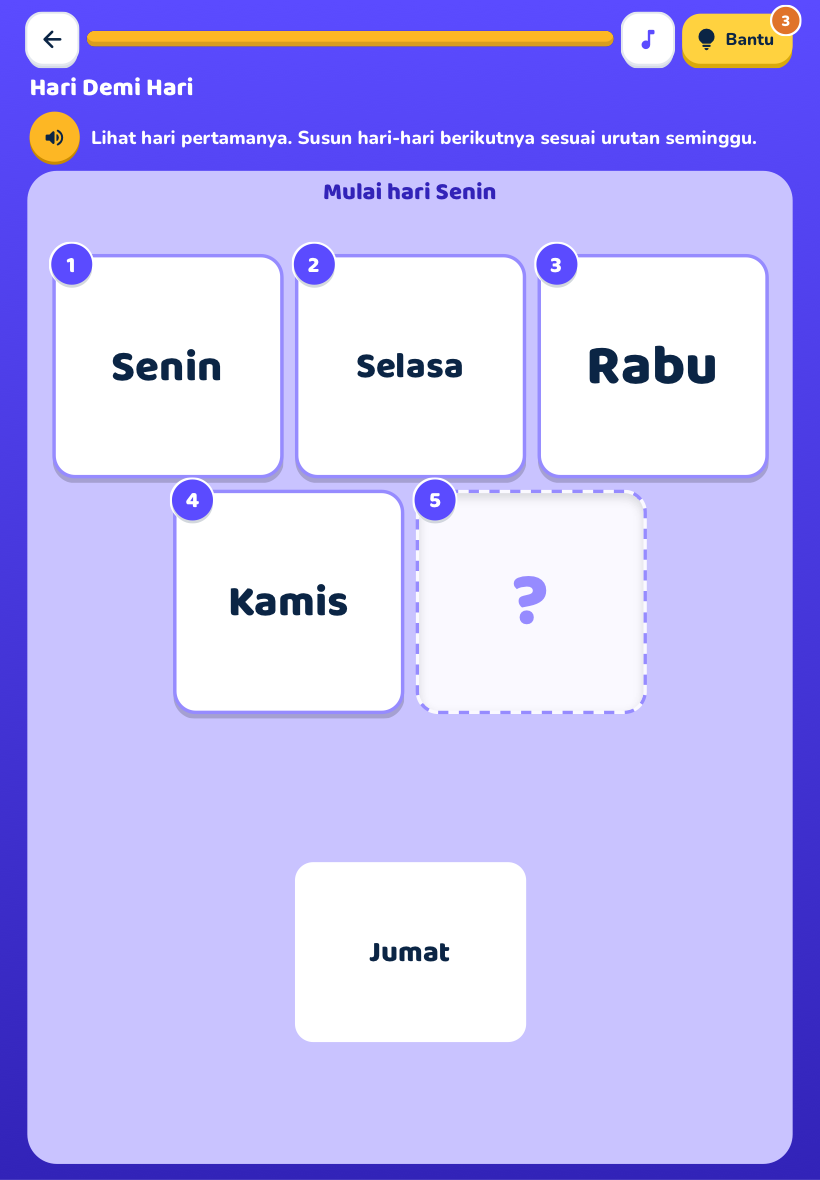 3
Bantu
Hari Demi Hari
Lihat hari pertamanya. Susun hari-hari berikutnya sesuai urutan seminggu.
Mulai hari Senin
1
2
3
Senin
Selasa
Rabu
4
5
Kamis
?
Jumat